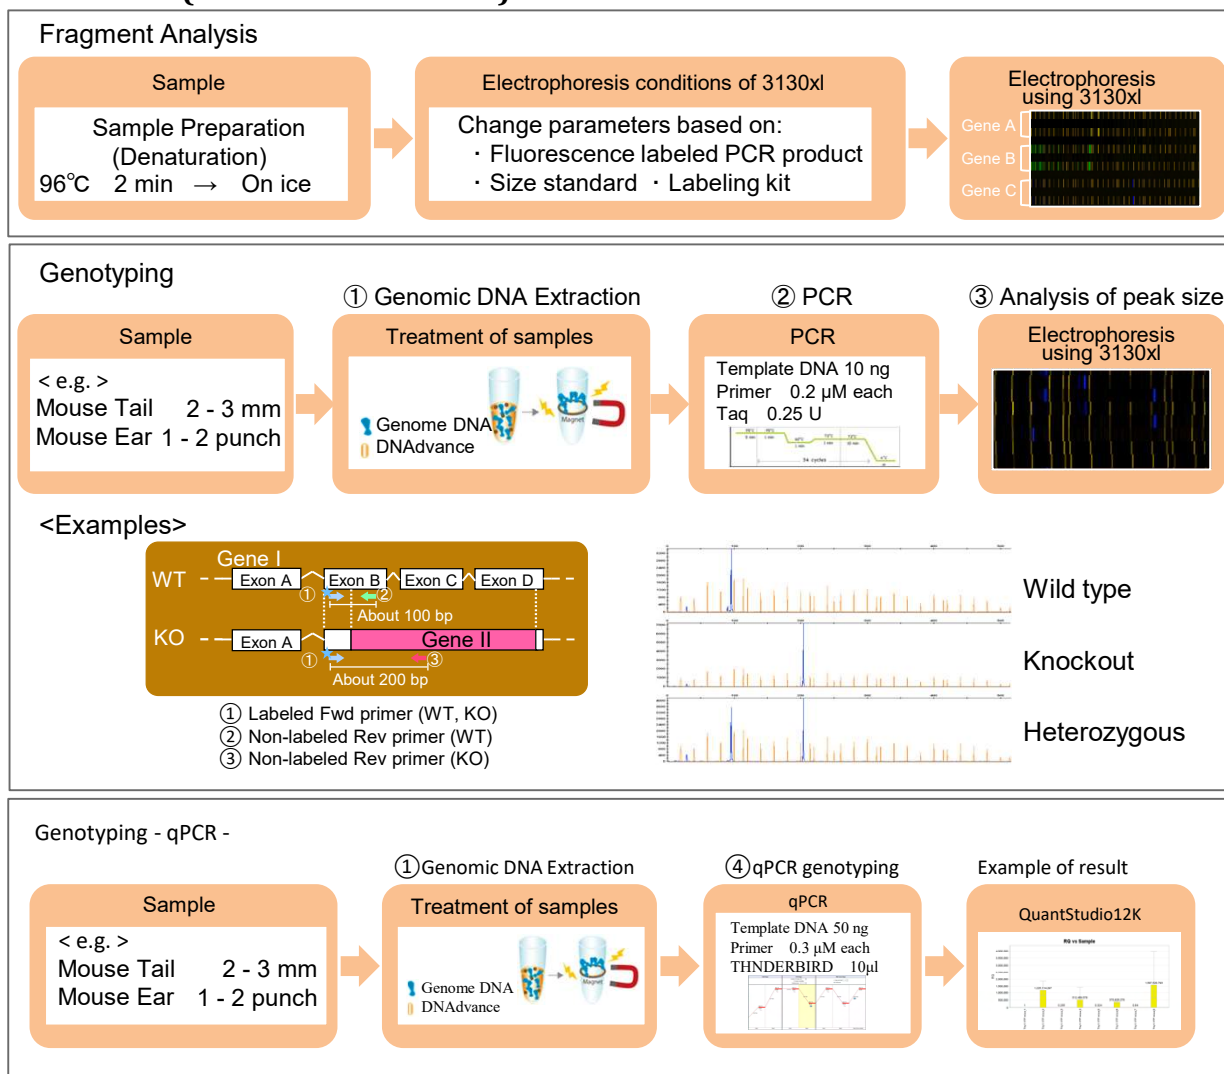 Fragment Analysis
Sample
Sample Preparation
(Denaturation)
96℃ 2 min → On ice
Electrophoresis conditions of 3130xl
Change parameters based on:
・Fluorescence labeled PCR product
・Size standard ・Labeling kit
Electrophoresis
using 3130xl
Gene A
Gene B
Gene C
Genotyping
Sample
< e.g. >
Mouse Tail 2 - 3 mm
Mouse Ear 1 - 2 punch
① Genomic DNA Extraction
Treatment of samples
Genome DNA
DNAdvance
Magnet
② PCR
PCR
Template DNA 10 ng
Primer 0.2 μM each
Taq 0.25 U
94 cycles
③ Analysis of peak size
Electrophoresis
using 3130xl
<Examples>
Gene I
WT
Exon A
Exon B
Exon C
Exon D
①
②
About 100 bp
KO
Exon A
Gene II
①
③
About 200 bp
① Labeled Fwd primer (WT, KO)
② Non-labeled Rev primer (WT)
③ Non-labeled Rev primer (KO)
Wild type
Knockout
Heterozygous
Genotyping - qPCR -
Sample
< e.g. >
Mouse Tail 2 - 3 mm
Mouse Ear 1 - 2 punch
①Genomic DNA Extraction
Treatment of samples
Genome DNA
DNAdvance
Magnet
④qPCR genotyping
qPCR
Template DNA 50 ng
Primer 0.3 μM each
THNDERBIRD 10μl
Example of result
QuantStudio12K
RQ vs Sample